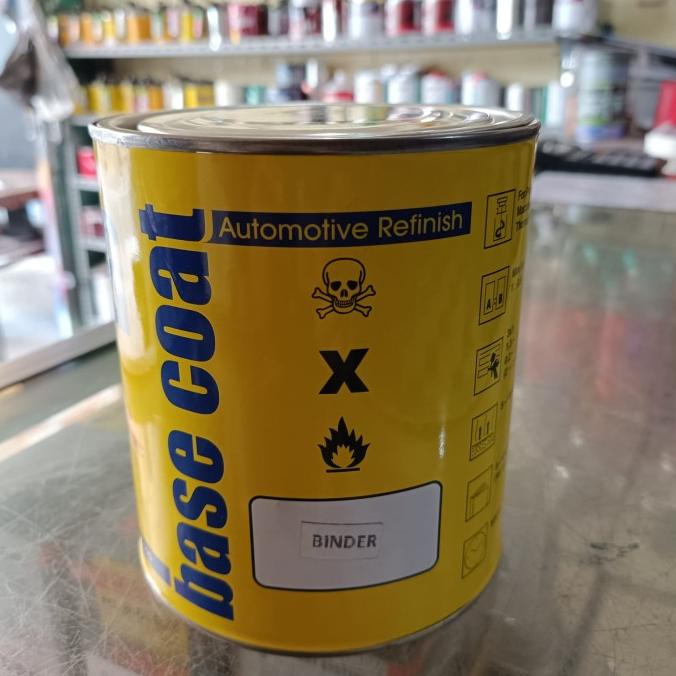 base coat
Automotive Refinish
X
BINDER
A B